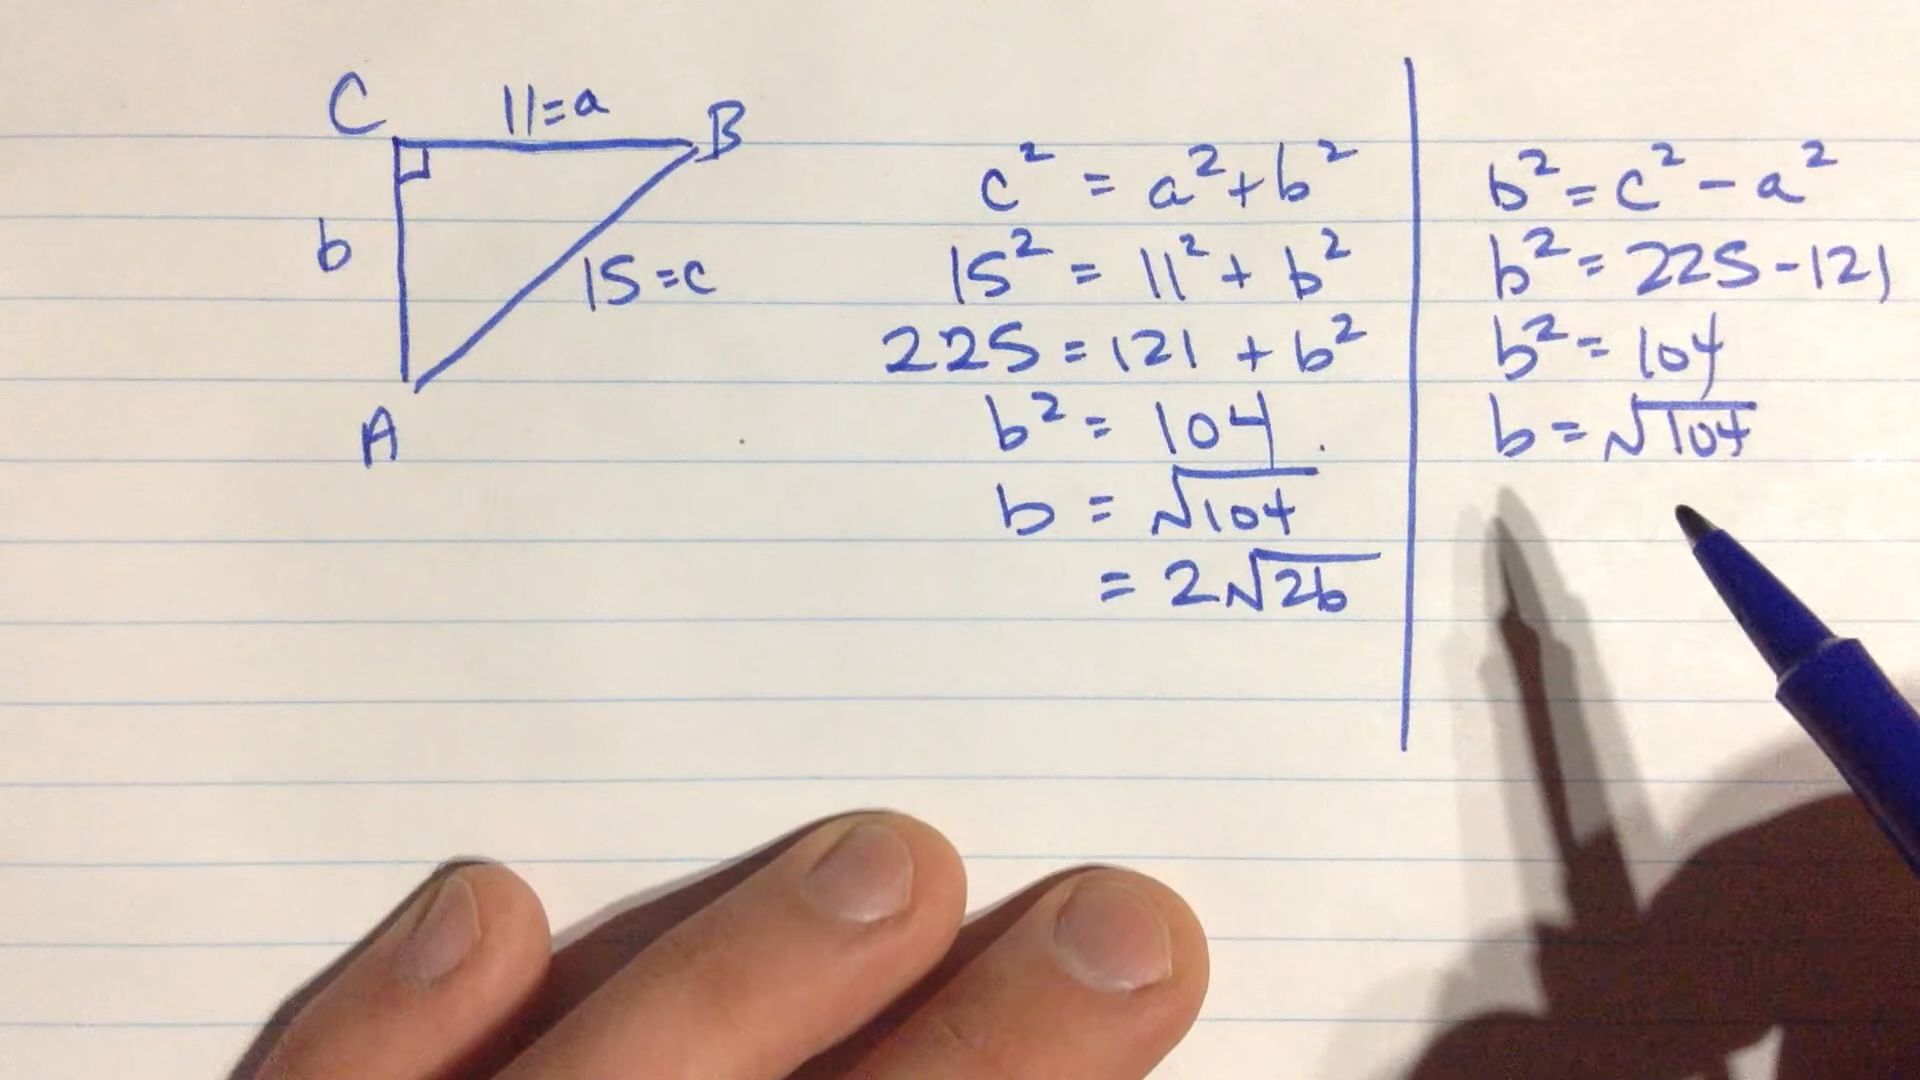 C
11=a
B
b
15=c
A
c² = a²+b²
15² = 11² + b²
225 = 121 + b²
b² = 104
b = √104
= 2√26
b² = c² - a²
b² = 225 - 121
b² = 104
b = √104